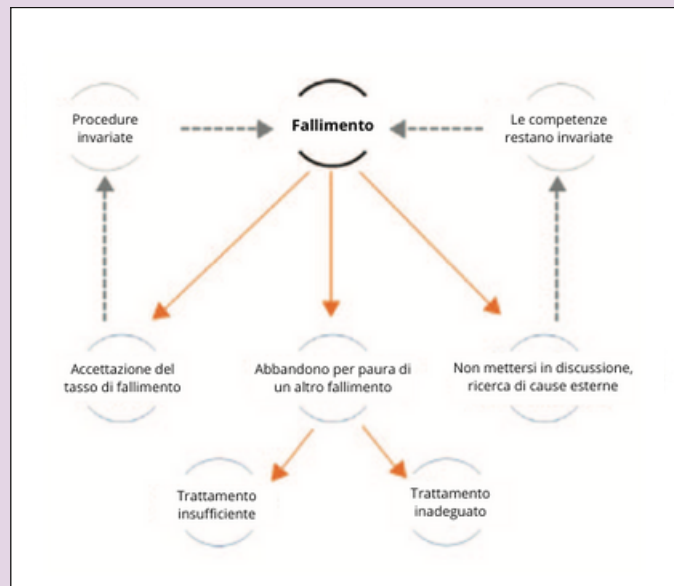 Procedure
invariate
Fallimento
Le competenze
restano invariate
Accettazione del
tasso di fallimento
Abbandono per paura di
un altro fallimento
Non mettersi in discussione,
ricerca di cause esterne
Trattamento
insufficiente
Trattamento
inadeguato